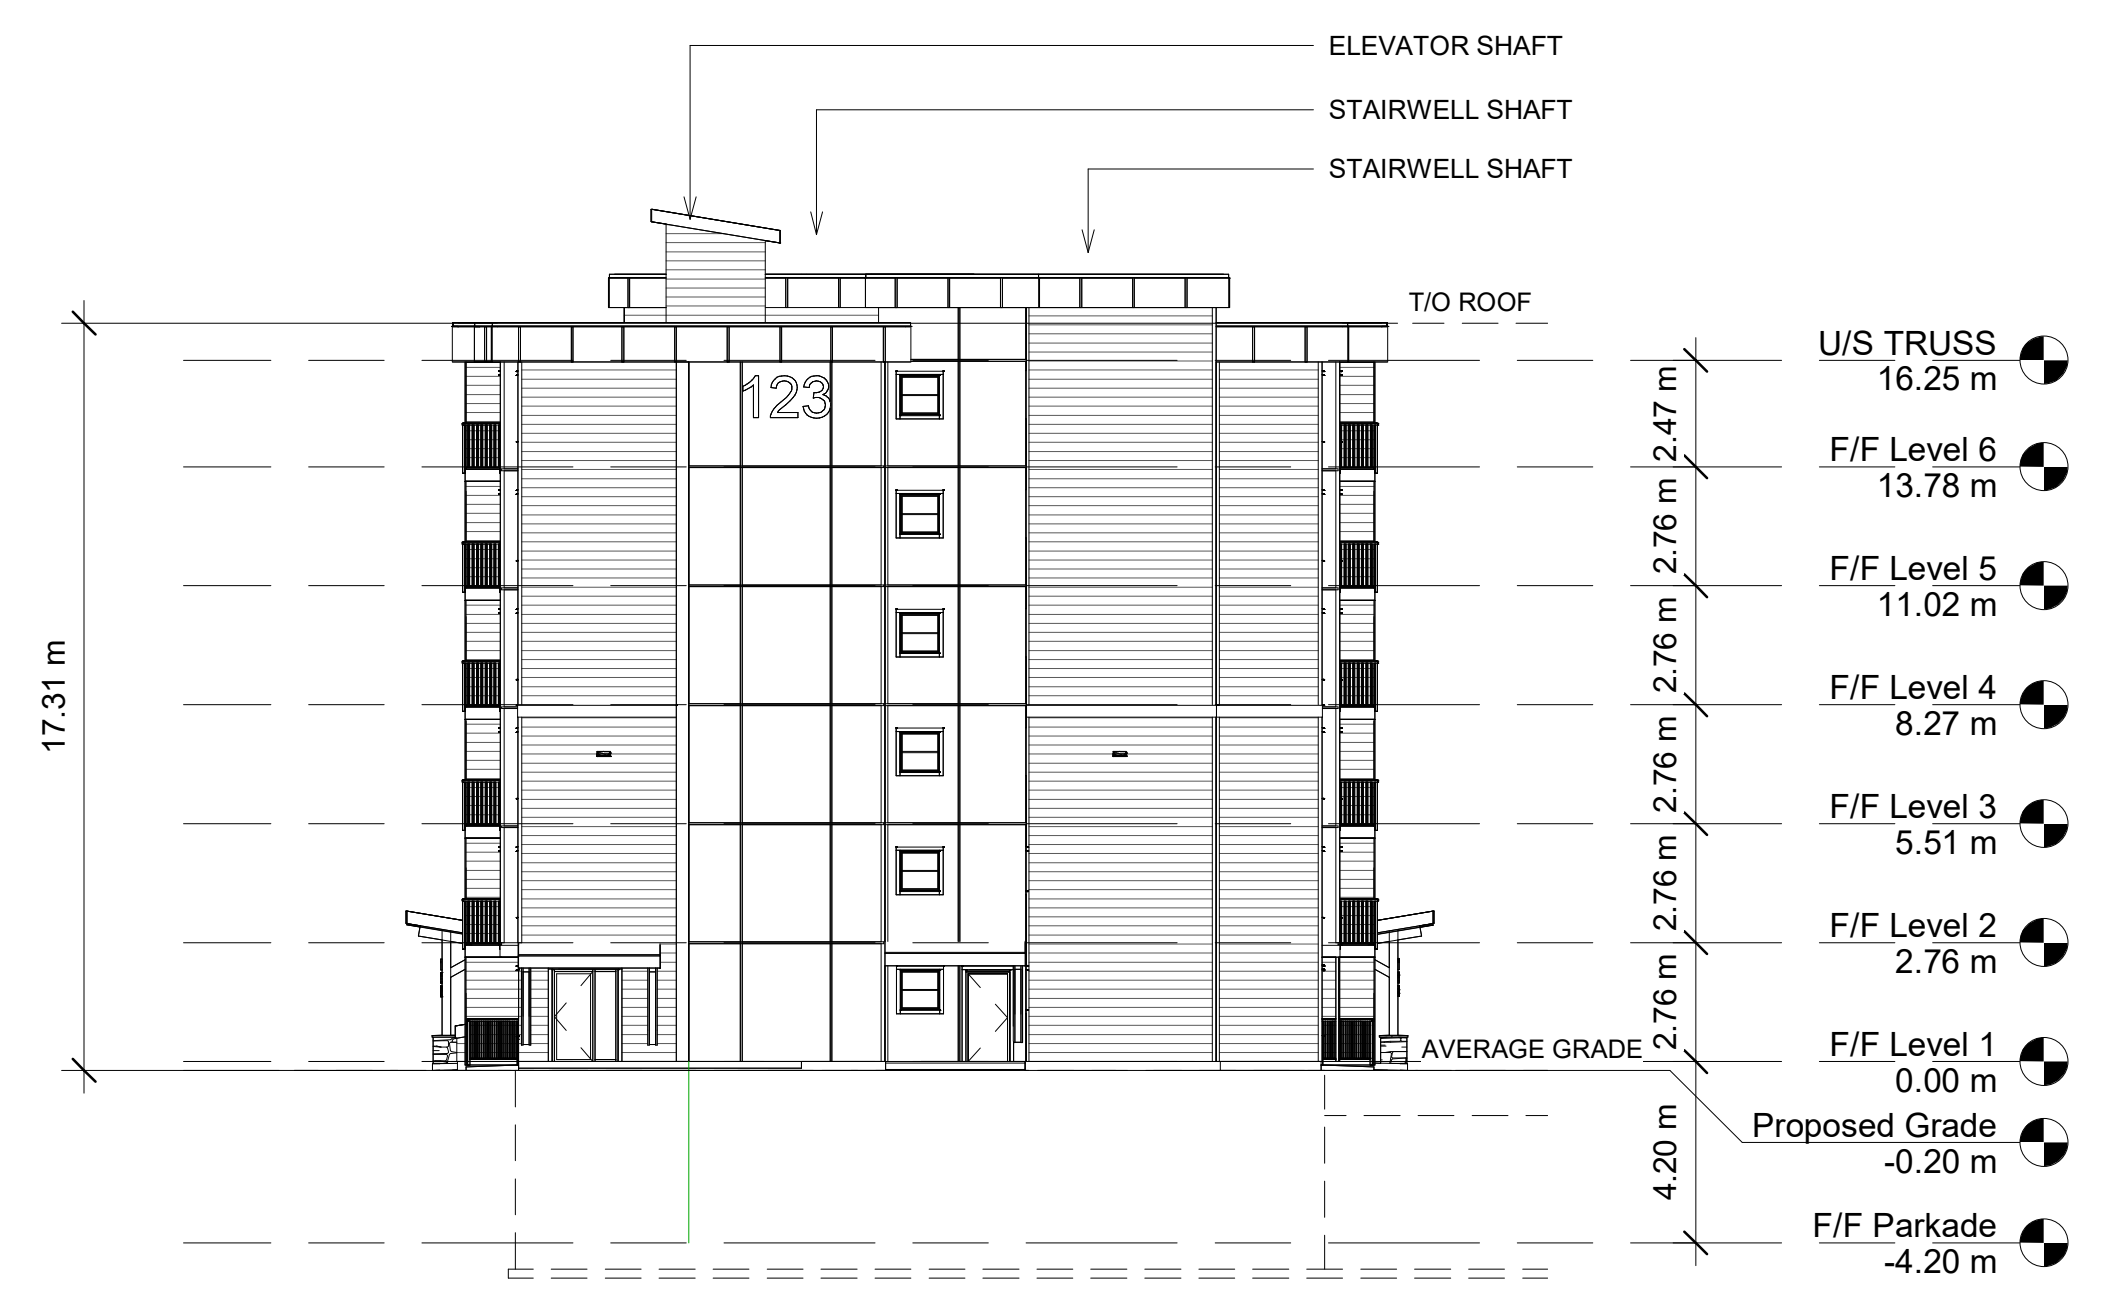 ELEVATOR SHAFT
STAIRWELL SHAFT
STAIRWELL SHAFT
T/O ROOF
U/S TRUSS
16.25 m
2.47 m
123
F/F Level 6
13.78 m
2.76 m
F/F Level 5
11.02 m
2.76 m
17.31 m
F/F Level 4
8.27 m
2.76 m
F/F Level 3
5.51 m
2.76 m
F/F Level 2
2.76 m
2.76 m
AVERAGE GRADE
F/F Level 1
0.00 m
Proposed Grade
-0.20 m
4.20 m
F/F Parkade
-4.20 m